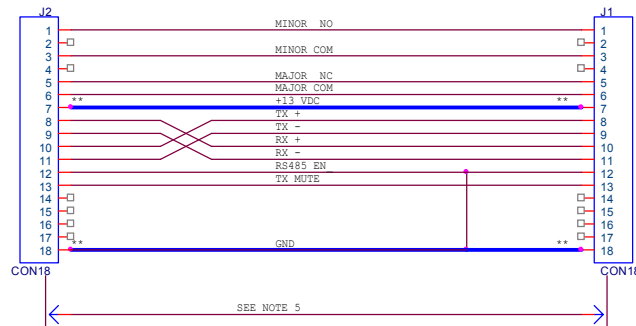 J2 J1
1 MINOR NO 1
2 2
3 MINOR COM 3
4 4
5 MAJOR NC 5
6 MAJOR COM 6
7 ** +13 VDC ** 7
8 TX + 8
9 TX - 9
10 RX + 10
11 RX - 11
12 RS485 EN_ 12
13 TX MUTE 13
14 14
15 15
16 16
17 17
18 ** GND ** 18
CON18 CON18
SEE NOTE 5